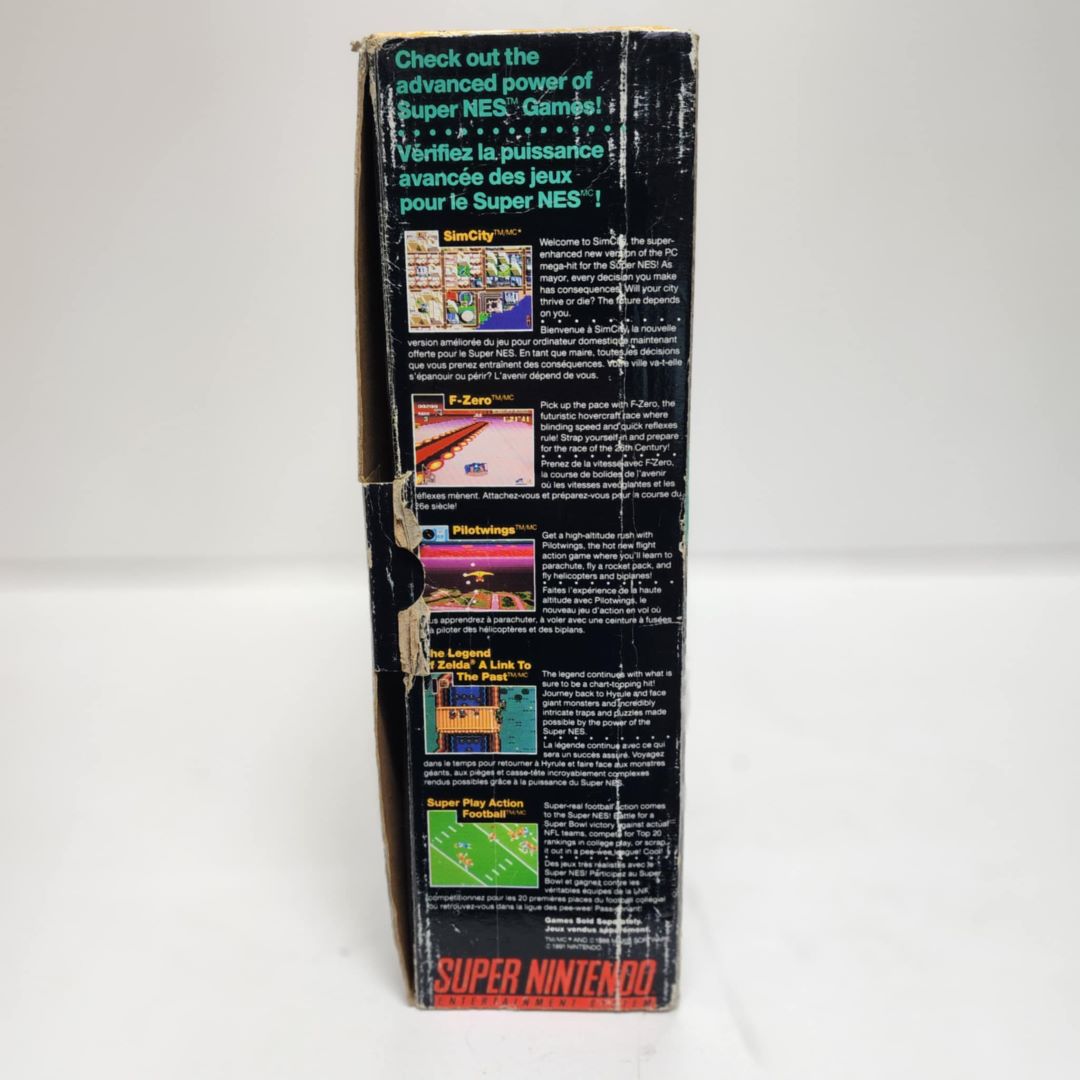 Check out the
advanced power of
Super NES™ Games!
Vérifiez la puissance
avancée des jeux
pour le Super NES MC !
SimCity TM/MC*
Welcome to SimCity, the super-
enhanced new version of the PC
mega-hit for the Super NES! As
mayor, every decision you make
has consequences. Will your city
thrive or die? The future depends
on you.
Bienvenue à SimCity, la nouvelle
version améliorée du jeu pour ordinateur domestique maintenant
offerte pour le Super NES. En tant que maire, toutes les décisions
que vous prenez entraînent des conséquences. Votre ville va-t-elle
s'épanouir ou périr? L'avenir dépend de vous.
F-Zero TM/MC
Pick up the pace with F-Zero, the
futuristic hovercraft race where
blinding speed and quick reflexes
rule! Strap yourself in and prepare
for the race of the 26th Century!
Prenez de la vitesse avec F-Zero,
la course de bolides de l'avenir
où les vitesses aveuglantes et les
réflexes mènent. Attachez-vous et préparez-vous pour la course du
26e siècle!
Pilotwings TM/MC
Get a high-altitude rush with
Pilotwings, the hot new flight
action game where you'll learn to
parachute, fly a rocket pack, and
fly helicopters and biplanes!
Faites l'expérience de la haute
altitude avec Pilotwings, le
nouveau jeu d'action en vol où
us apprendrez à parachuter, à voler avec une ceinture à fusées
à piloter des hélicoptères et des biplans.
he Legend
f Zelda® A Link To
The Past TM/MC
The legend continues with what is
sure to be a chart-topping hit!
Journey back to Hyrule and face
giant monsters and incredibly
intricate traps and puzzles made
possible by the power of the
Super NES.
La légende continue avec ce qui
sera un succès assuré. Voyagez
dans le temps pour retourner à Hyrule et faire face aux monstres
géants, aux pièges et casse-tête incroyablement complexes
rendus possibles grâce à la puissance du Super NES.
Super Play Action
Football TM/MC
Super-real football action comes
to the Super NES! Battle for a
Super Bowl victory against actual
NFL teams, compete for Top 20
rankings in college play, or scrap
it out in a pee-wee league! Cool!
Des jeux très réalistes avec le
Super NES! Participez au Super
Bowl et gagnez contre les
véritables équipes de la LNF,
compétitionnez pour les 20 premières places du football collégial
ou retrouvez-vous dans la ligue des pee-wee! Passionnant!
Games Sold Separately.
Jeux vendus séparément.
TM/MC * AND © MAXIS SOFTWARE
© 1991 NINTENDO.
SUPER NINTENDO
ENTERTAINMENT SYSTEM